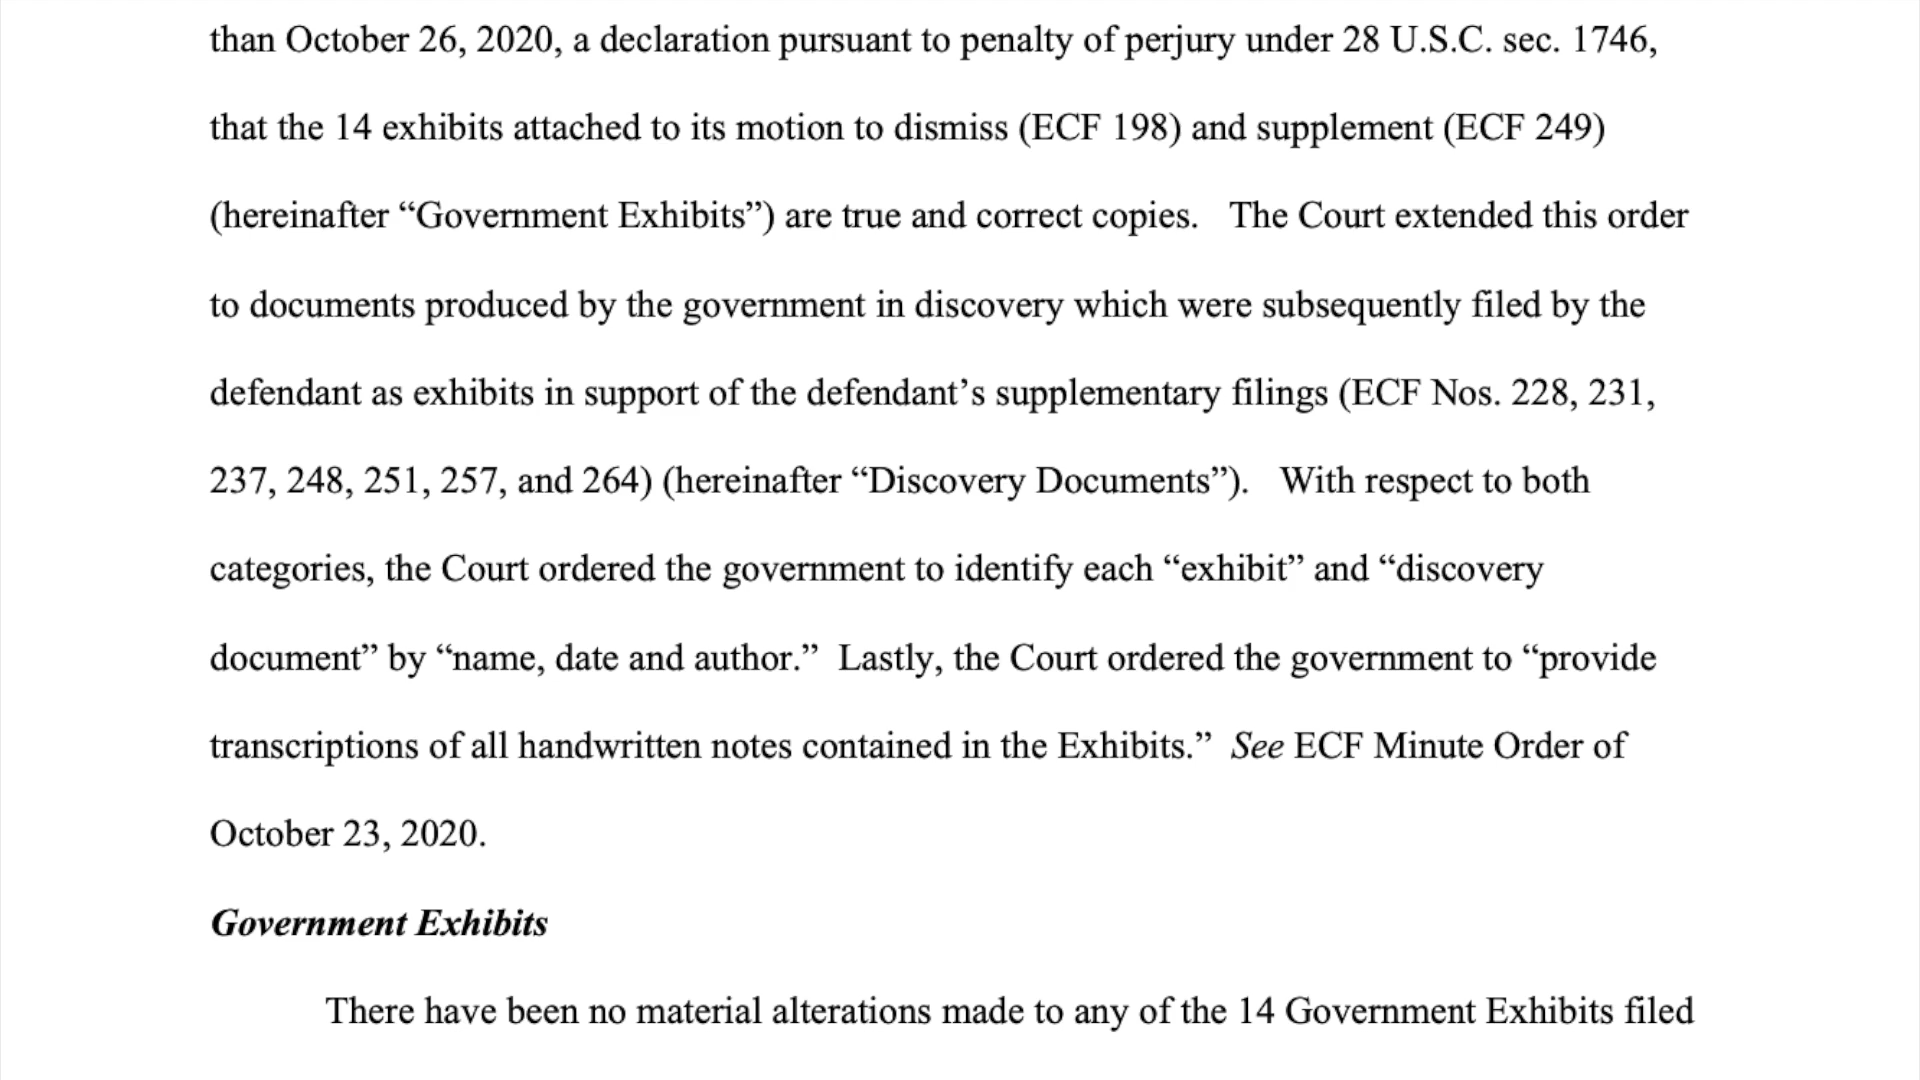 than October 26, 2020, a declaration pursuant to penalty of perjury under 28 U.S.C. sec. 1746,
that the 14 exhibits attached to its motion to dismiss (ECF 198) and supplement (ECF 249)
(hereinafter “Government Exhibits”) are true and correct copies.   The Court extended this order
to documents produced by the government in discovery which were subsequently filed by the
defendant as exhibits in support of the defendant’s supplementary filings (ECF Nos. 228, 231,
237, 248, 251, 257, and 264) (hereinafter “Discovery Documents”).   With respect to both
categories, the Court ordered the government to identify each “exhibit” and “discovery
document” by “name, date and author.”  Lastly, the Court ordered the government to “provide
transcriptions of all handwritten notes contained in the Exhibits.”  See ECF Minute Order of
October 23, 2020.
Government Exhibits
There have been no material alterations made to any of the 14 Government Exhibits filed